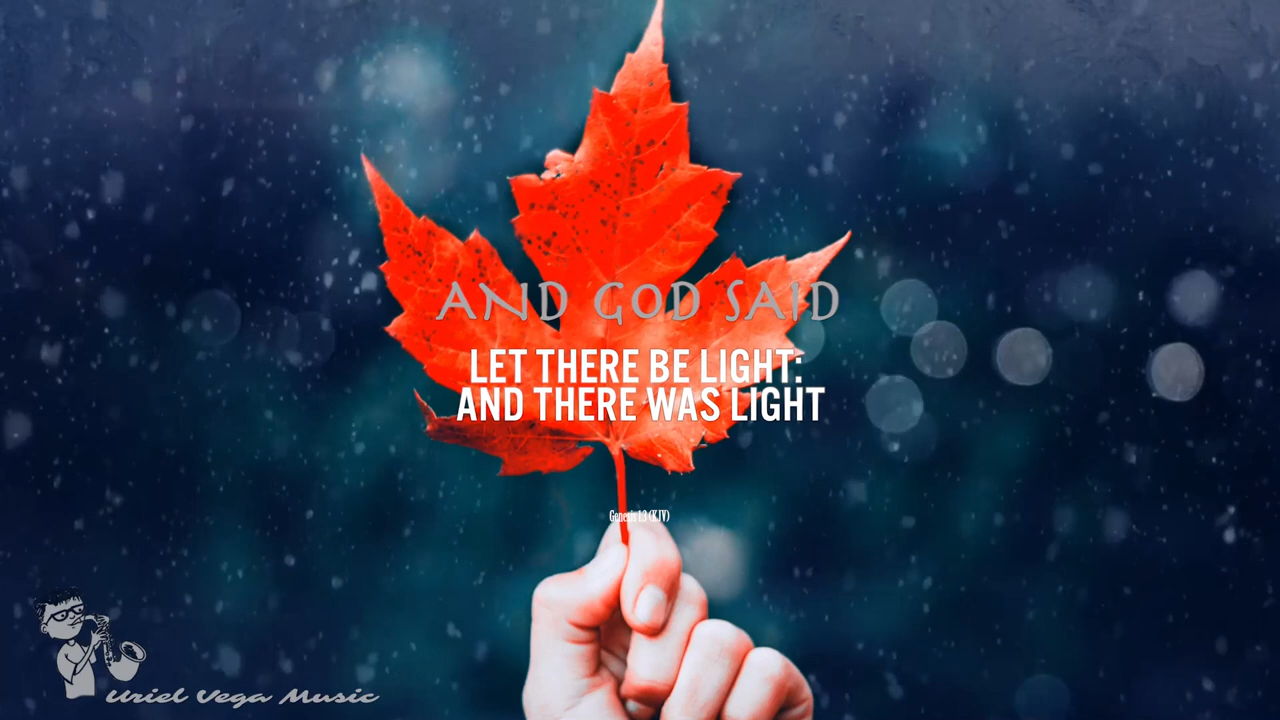 AND GOD SAID
LET THERE BE LIGHT:
AND THERE WAS LIGHT
Genesis 1:3 (KJV)
Uriel Vega Music